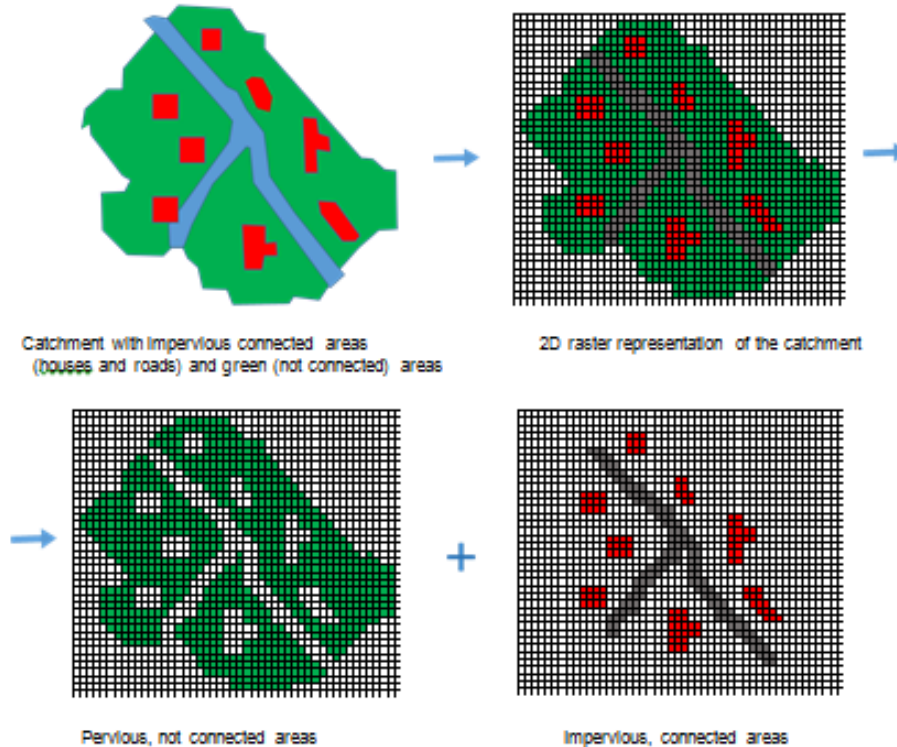 Catchment with impervious connected areas
(houses and roads) and green (not connected) areas
2D raster representation of the catchment
Pervious, not connected areas
Impervious, connected areas